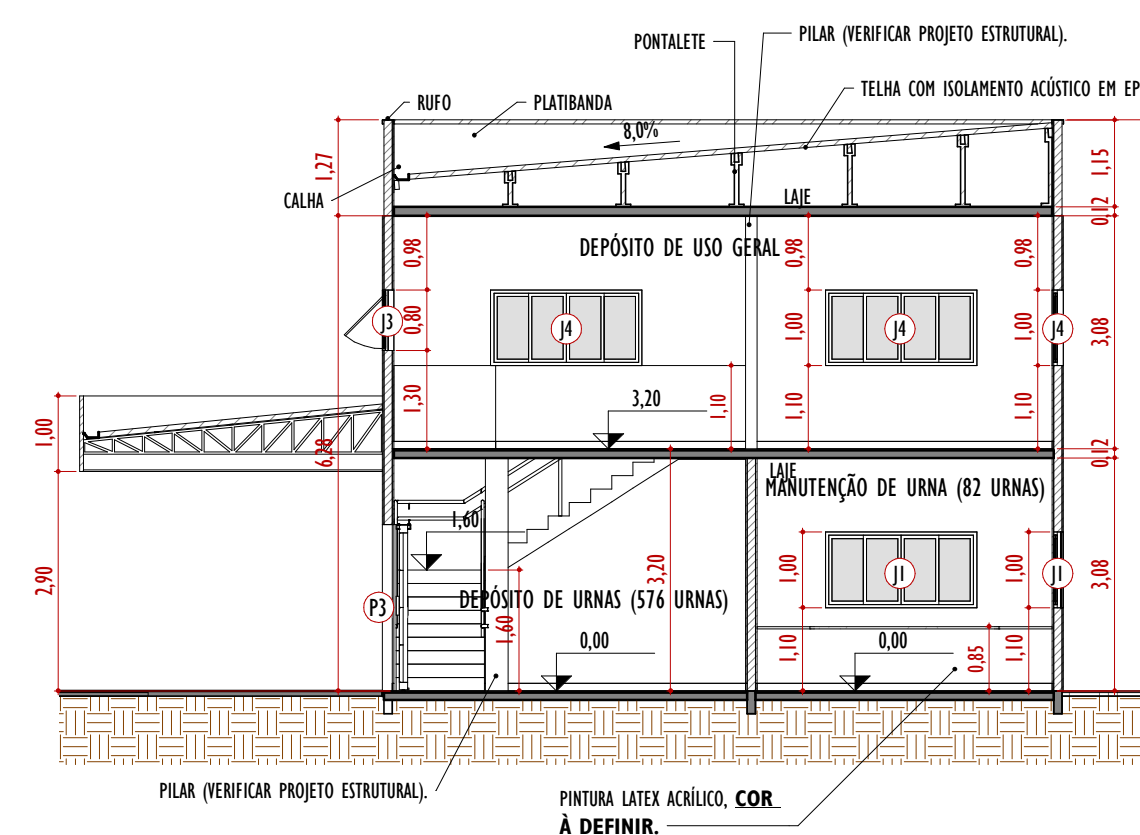 PILAR (VERIFICAR PROJETO ESTRUTURAL).
PONTALETE
TELHA COM ISOLAMENTO ACÚSTICO EM EP
RUFO
PLATIBANDA
8,0%
1,27
1,15
CALHA
LAJE
0,12
DEPÓSITO DE USO GERAL
0,98
0,98
0,98
J3
0,80
J4
1,00
J4
1,00
J4
3,08
1,30
1,10
3,20
1,10
1,10
1,00
6,28
0,12
LAJE
MANUTENÇÃO DE URNA (82 URNAS)
1,60
2,90
3,20
1,00
J1
1,00
J1
3,08
P3
DEPÓSITO DE URNAS (576 URNAS)
1,60
0,00
1,10
0,00
0,85
1,10
PILAR (VERIFICAR PROJETO ESTRUTURAL).
PINTURA LATEX ACRÍLICO, COR
À DEFINIR.